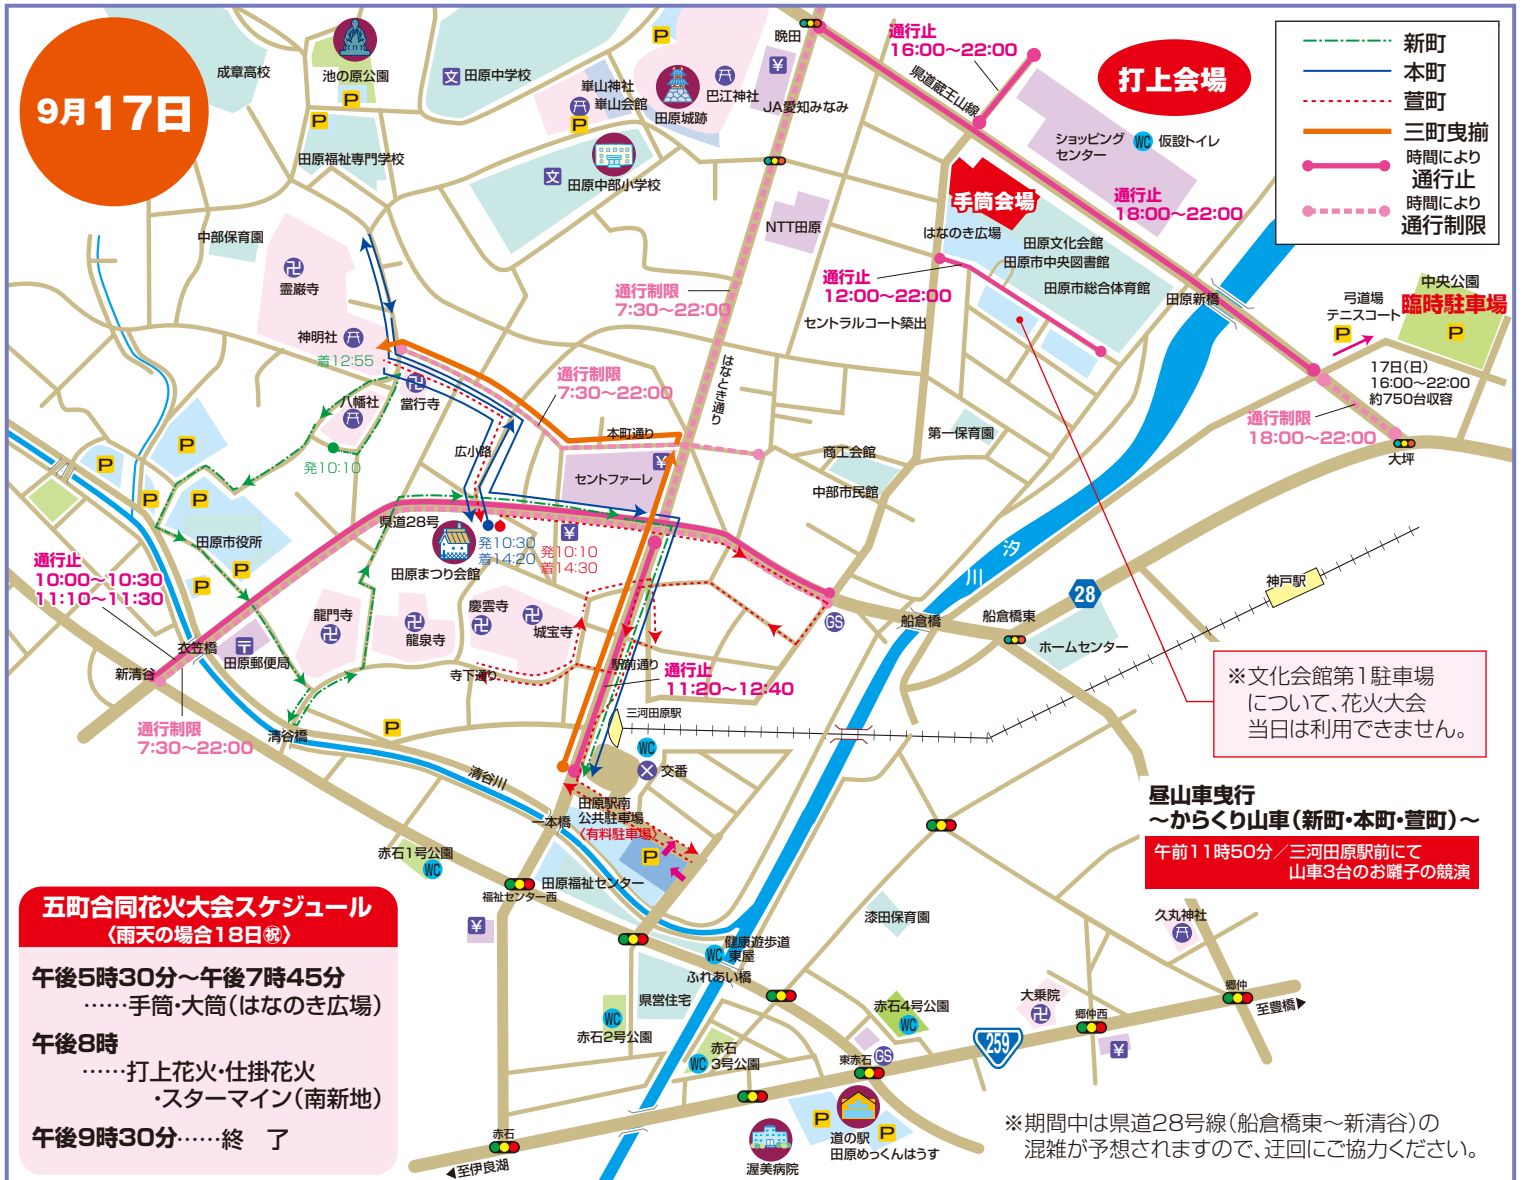 9月17日
成章高校
池の原公園
P
文 田原中学校
P
P
田原福祉専門学校
崋山神社
崋山会館
P
文 田原中部小学校
P
田原城跡
巴江神社
晩田
¥
JA愛知みなみ
通行止
16:00〜22:00
県道蔵王山線
打上会場
ショッピング
センター
WC 仮設トイレ
新町
本町
萱町
三町曳揃
時間により
通行止
時間により
通行制限
手筒会場
通行止
18:00〜22:00
NTT田原
はなのき広場
田原文化会館
田原市中央図書館
田原市総合体育館
通行止
12:00〜22:00
セントラルコート築出
田原新橋
弓道場
テニスコート
P
中央公園
臨時駐車場
P
17日(日)
16:00〜22:00
約750台収容
通行制限
18:00〜22:00
大坪
中部保育園
霊巌寺
神明社
着12:55
通行制限
7:30〜22:00
はなとき通り
通行制限
7:30〜22:00
當行寺
八幡社
発10:10
本町通り
広小路
セントファーレ
¥
商工会館
中部市民館
第一保育園
P
P
P
P
P
P
田原市役所
県道28号
田原まつり会館
発10:30
着14:20
¥
発10:10
着14:30
通行止
10:00〜10:30
11:10〜11:30
衣笠橋
新清谷
田原郵便局
龍門寺
龍泉寺
慶雲寺
城宝寺
寺下通り
駅前通り
通行止
11:20〜12:40
GS
船倉橋
汐
川
船倉橋東
28
ホームセンター
神戸駅
※文化会館第1駐車場
について、花火大会
当日は利用できません。
通行制限
7:30〜22:00
清谷橋
P
清谷川
三河田原駅
WC
交番
一本橋
田原駅南
公共駐車場
〈有料駐車場〉
P
赤石1号公園
WC
福祉センター西
田原福祉センター
昼山車曳行
〜からくり山車(新町・本町・萱町)〜
午前11時50分/三河田原駅前にて
山車3台のお囃子の競演
五町合同花火大会スケジュール
〈雨天の場合18日㊗〉
午後5時30分〜午後7時45分
……手筒・大筒(はなのき広場)
午後8時
……打上花火・仕掛花火
・スターマイン(南新地)
午後9時30分……終 了
¥
WC
健康遊歩道
東屋
ふれあい橋
漆田保育園
県営住宅
WC
赤石2号公園
WC
赤石
3号公園
赤石4号公園
WC
東赤石
GS
259
大乗院
郷仲西
¥
久丸神社
郷仲
至豊橋▶
赤石
◀至伊良湖
渥美病院
P
道の駅
田原めっくんはうす
P
※期間中は県道28号線(船倉橋東〜新清谷)の
混雑が予想されますので、迂回にご協力ください。